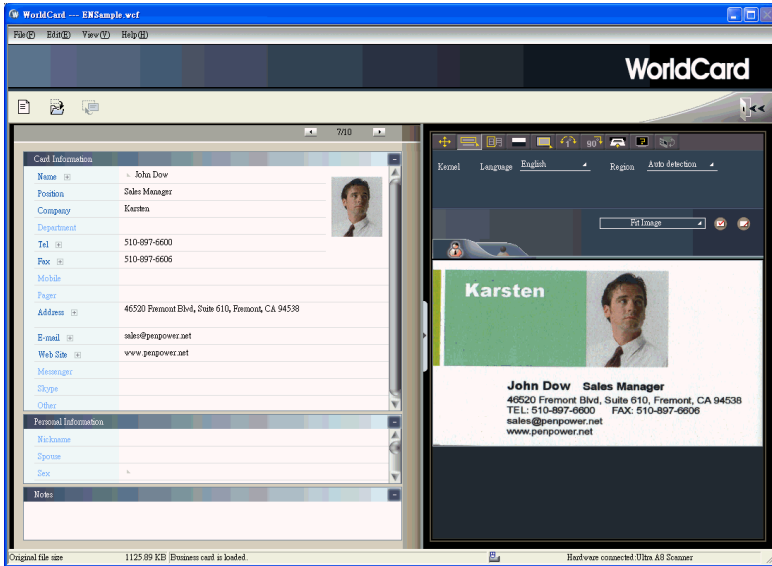 WorldCard --- ENSample.wcf
File(F) Edit(E) View(V) Help(H)
WorldCard
7/10
Card Information
Name John Dow
Position Sales Manager
Company Karsten
Department
Tel 510-897-6600
Fax 510-897-6606
Mobile
Pager
Address 46520 Fremont Blvd, Suite 610, Fremont, CA 94538
E-mail sales@penpower.net
Web Site www.penpower.net
Messenger
Skype
Other
Personal Information
Nickname
Spouse
Sex
Notes
90°
Kernel Language English Region Auto detection
Fit Image
Karsten
John Dow Sales Manager
46520 Fremont Blvd, Suite 610, Fremont, CA 94538
TEL: 510-897-6600 FAX: 510-897-6606
sales@penpower.net
www.penpower.net
Original file size 1125.89 KB Business card is loaded. Hardware connected:Ultra A8 Scanner